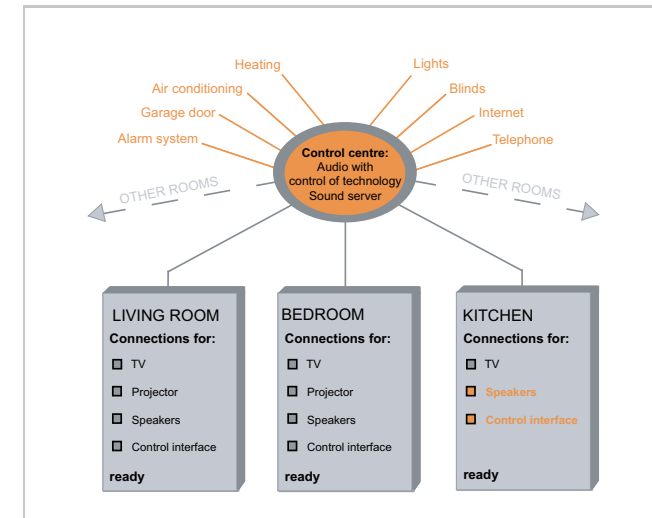 Heating
Lights
Air conditioning
Blinds
Garage door
Internet
Alarm system
Telephone
Control centre:
Audio with
control of technology
Sound server
OTHER ROOMS
OTHER ROOMS
LIVING ROOM
Connections for:
TV
Projector
Speakers
Control interface
ready
BEDROOM
Connections for:
TV
Projector
Speakers
Control interface
ready
KITCHEN
Connections for:
TV
Speakers
Control interface
ready